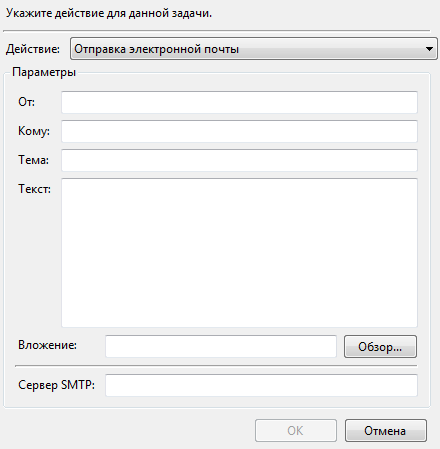 Укажите действие для данной задачи.
Действие: Отправка электронной почты
Параметры
От:
Кому:
Тема:
Текст:
Вложение: Обзор...
Сервер SMTP:
ОК Отмена